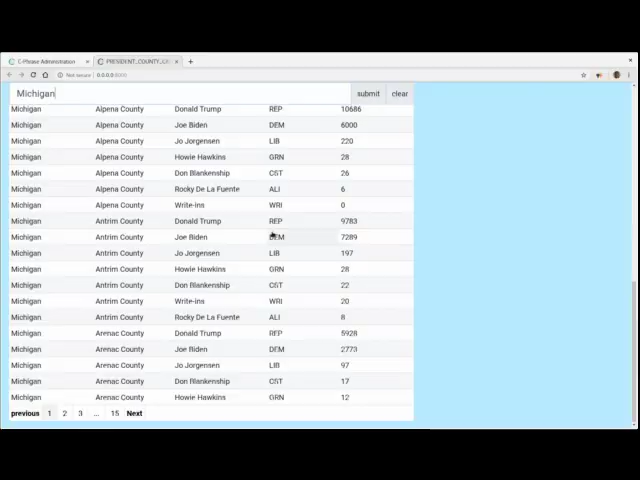 C-Phrase Administration
PRESIDENT_COUNTY_CAN
Not secure 0.0.0.0:8080
Michigan submit clear
Michigan Alpena County Donald Trump REP 10686
Michigan Alpena County Joe Biden DEM 6000
Michigan Alpena County Jo Jorgensen LIB 220
Michigan Alpena County Howie Hawkins GRN 28
Michigan Alpena County Don Blankenship CST 26
Michigan Alpena County Rocky De La Fuente ALI 6
Michigan Alpena County Write-ins WRI 0
Michigan Antrim County Donald Trump REP 9783
Michigan Antrim County Joe Biden DEM 7289
Michigan Antrim County Jo Jorgensen LIB 197
Michigan Antrim County Howie Hawkins GRN 28
Michigan Antrim County Don Blankenship CST 22
Michigan Antrim County Write-ins WRI 20
Michigan Antrim County Rocky De La Fuente ALI 8
Michigan Arenac County Donald Trump REP 5928
Michigan Arenac County Joe Biden DEM 2773
Michigan Arenac County Jo Jorgensen LIB 97
Michigan Arenac County Don Blankenship CST 17
Michigan Arenac County Howie Hawkins GRN 12
previous 1 2 3 ... 15 Next